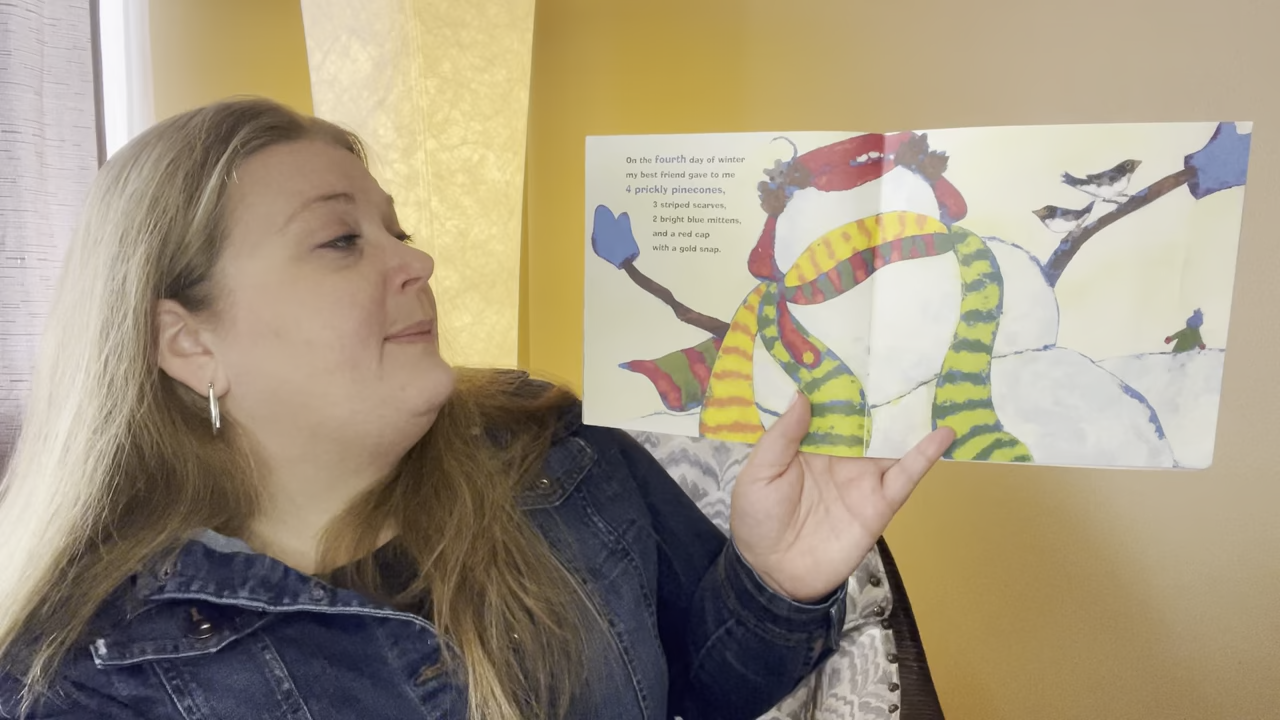 On the fourth day of winter
my best friend gave to me
4 prickly pinecones,
3 striped scarves,
2 bright blue mittens,
and a red cap
with a gold snap.